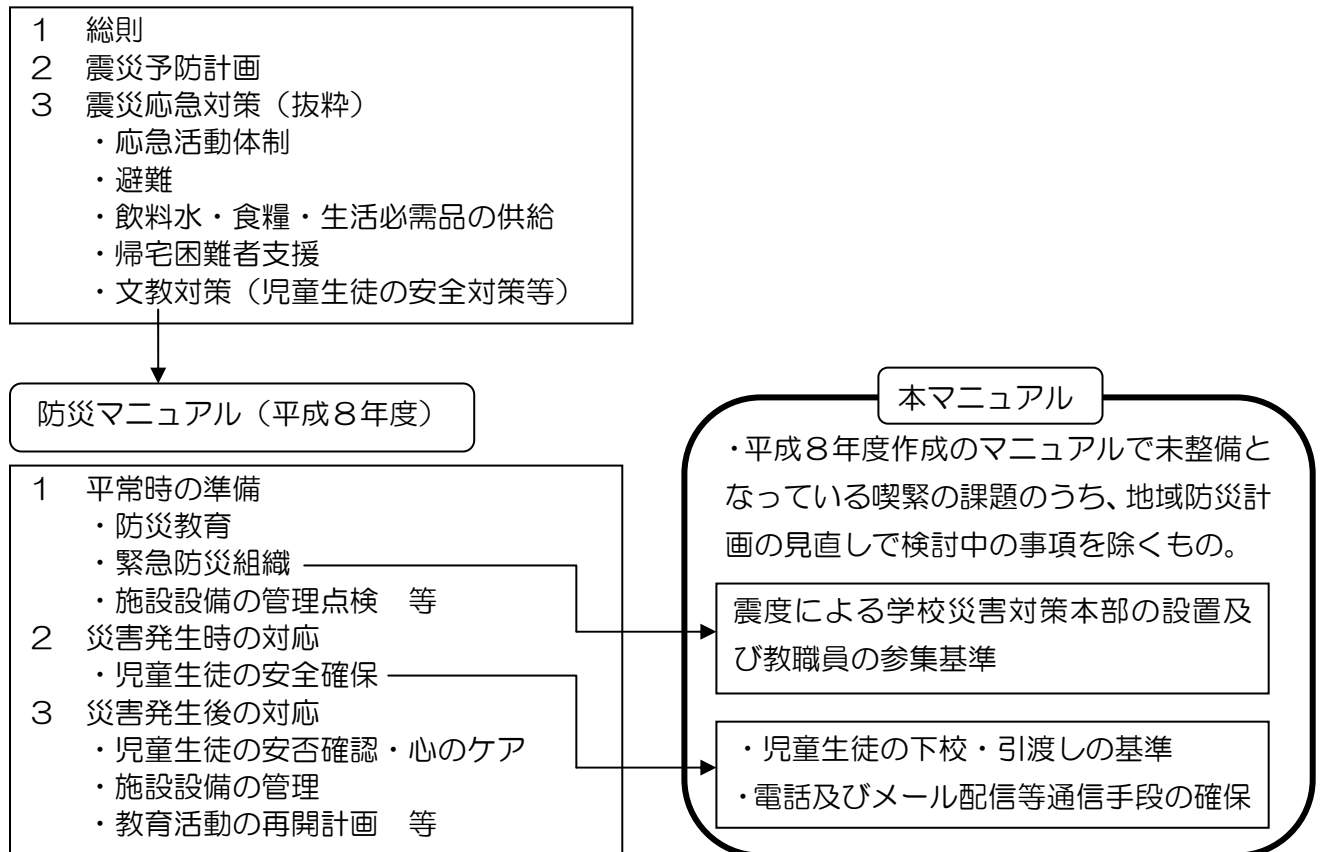 １　総則
２　震災予防計画
３　震災応急対策（抜粋）
・応急活動体制
・避難
・飲料水・食糧・生活必需品の供給
・帰宅困難者支援
・文教対策（児童生徒の安全対策等）
防災マニュアル（平成８年度）
１　平常時の準備
・防災教育
・緊急防災組織
・施設設備の管理点検　等
２　災害発生時の対応
・児童生徒の安全確保
３　災害発生後の対応
・児童生徒の安否確認・心のケア
・施設設備の管理
・教育活動の再開計画　等
本マニュアル
・平成８年度作成のマニュアルで未整備と
なっている喫緊の課題のうち、地域防災計
画の見直しで検討中の事項を除くもの。
震度による学校災害対策本部の設置及
び教職員の参集基準
・児童生徒の下校・引渡しの基準
・電話及びメール配信等通信手段の確保